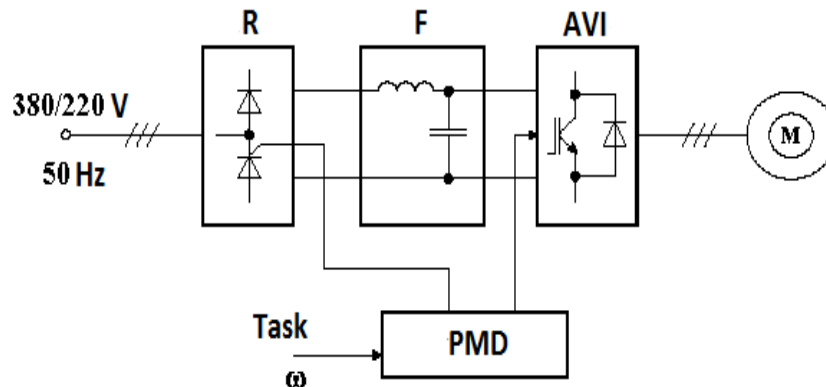 R
F
AVI
380/220 V
50 Hz
M
Task
ω
PMD